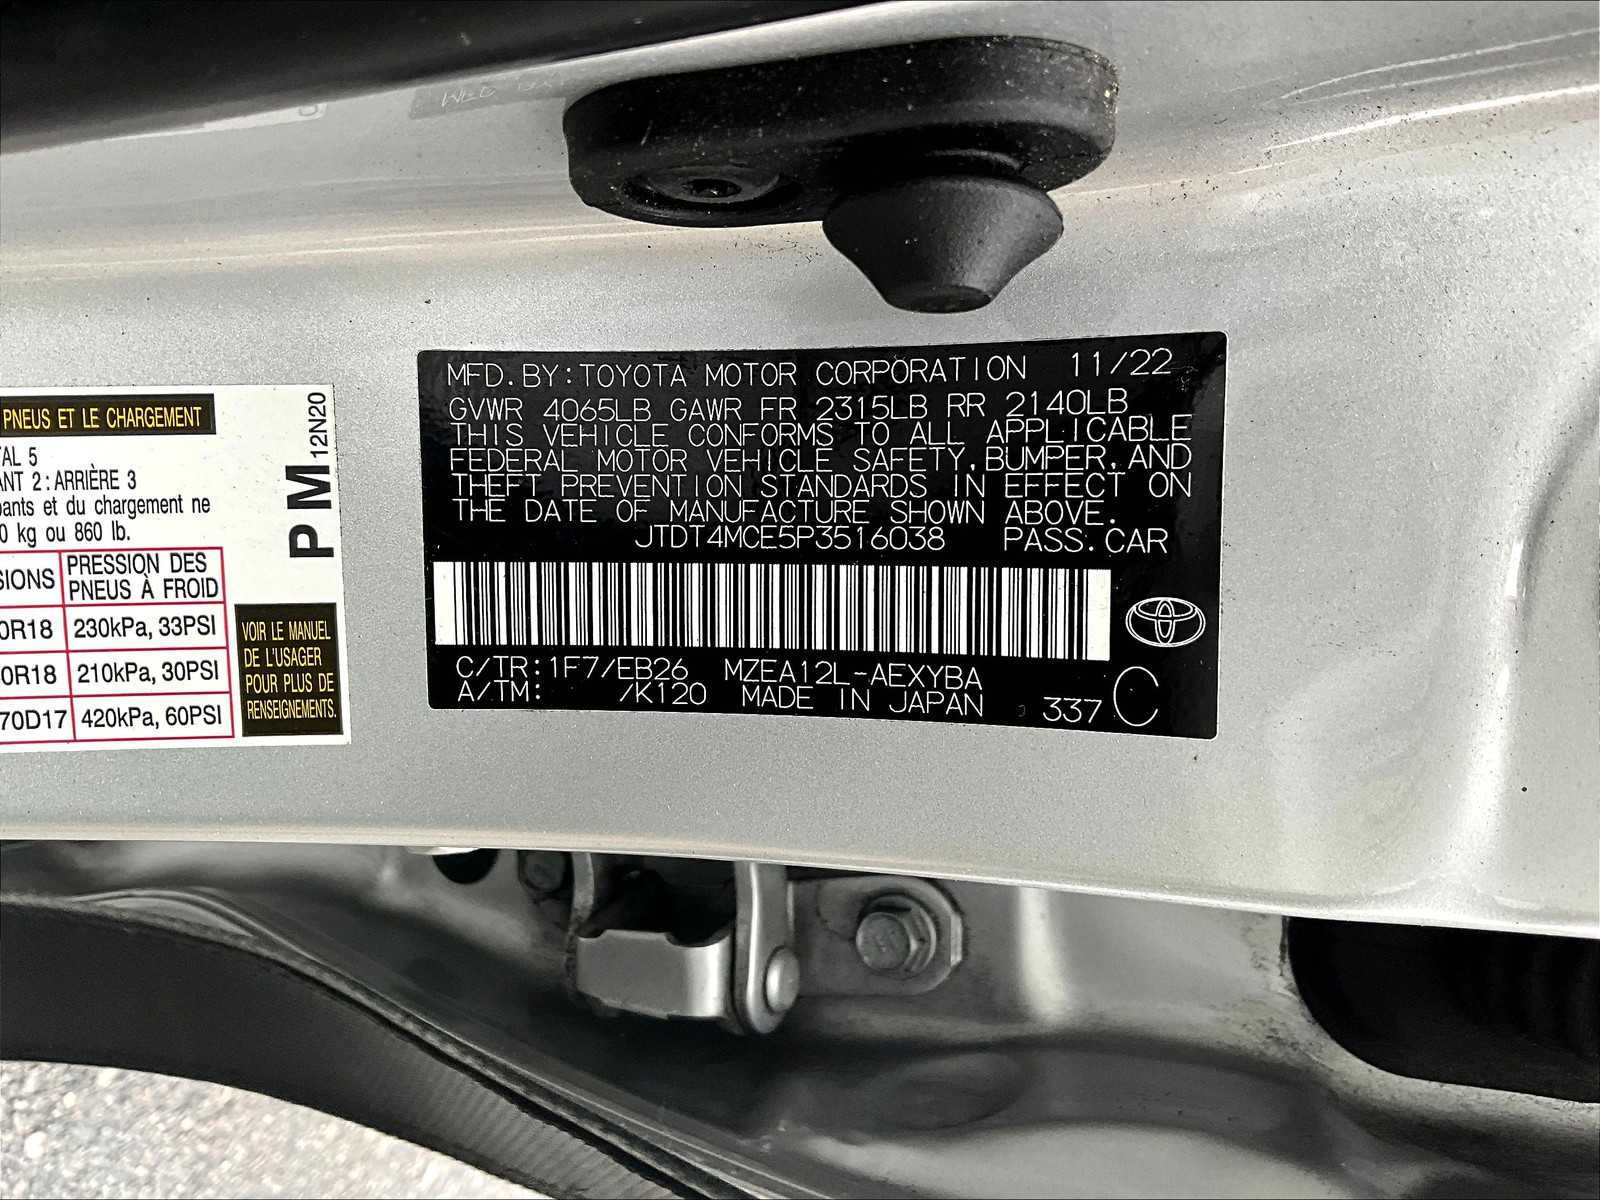 PNEUS ET LE CHARGEMENT
TAL 5
ANT 2 : ARRIÈRE 3
pants et du chargement ne
0 kg ou 860 lb.
SIONS PRESSION DES
PNEUS À FROID
0R18 230kPa, 33PSI
0R18 210kPa, 30PSI
70D17 420kPa, 60PSI
PM 12N20
VOIR LE MANUEL
DE L'USAGER
POUR PLUS DE
RENSEIGNEMENTS.
MFD. BY: TOYOTA MOTOR CORPORATION 11/22
GVWR 4065LB GAWR FR 2315LB RR 2140LB
THIS VEHICLE CONFORMS TO ALL APPLICABLE
FEDERAL MOTOR VEHICLE SAFETY, BUMPER, AND
THEFT PREVENTION STANDARDS IN EFFECT ON
THE DATE OF MANUFACTURE SHOWN ABOVE.
JTDT4MCE5P3516038 PASS. CAR
C/TR: 1F7/EB26 MZEA12L-AEXYBA
A/TM: /K120 MADE IN JAPAN 337 C